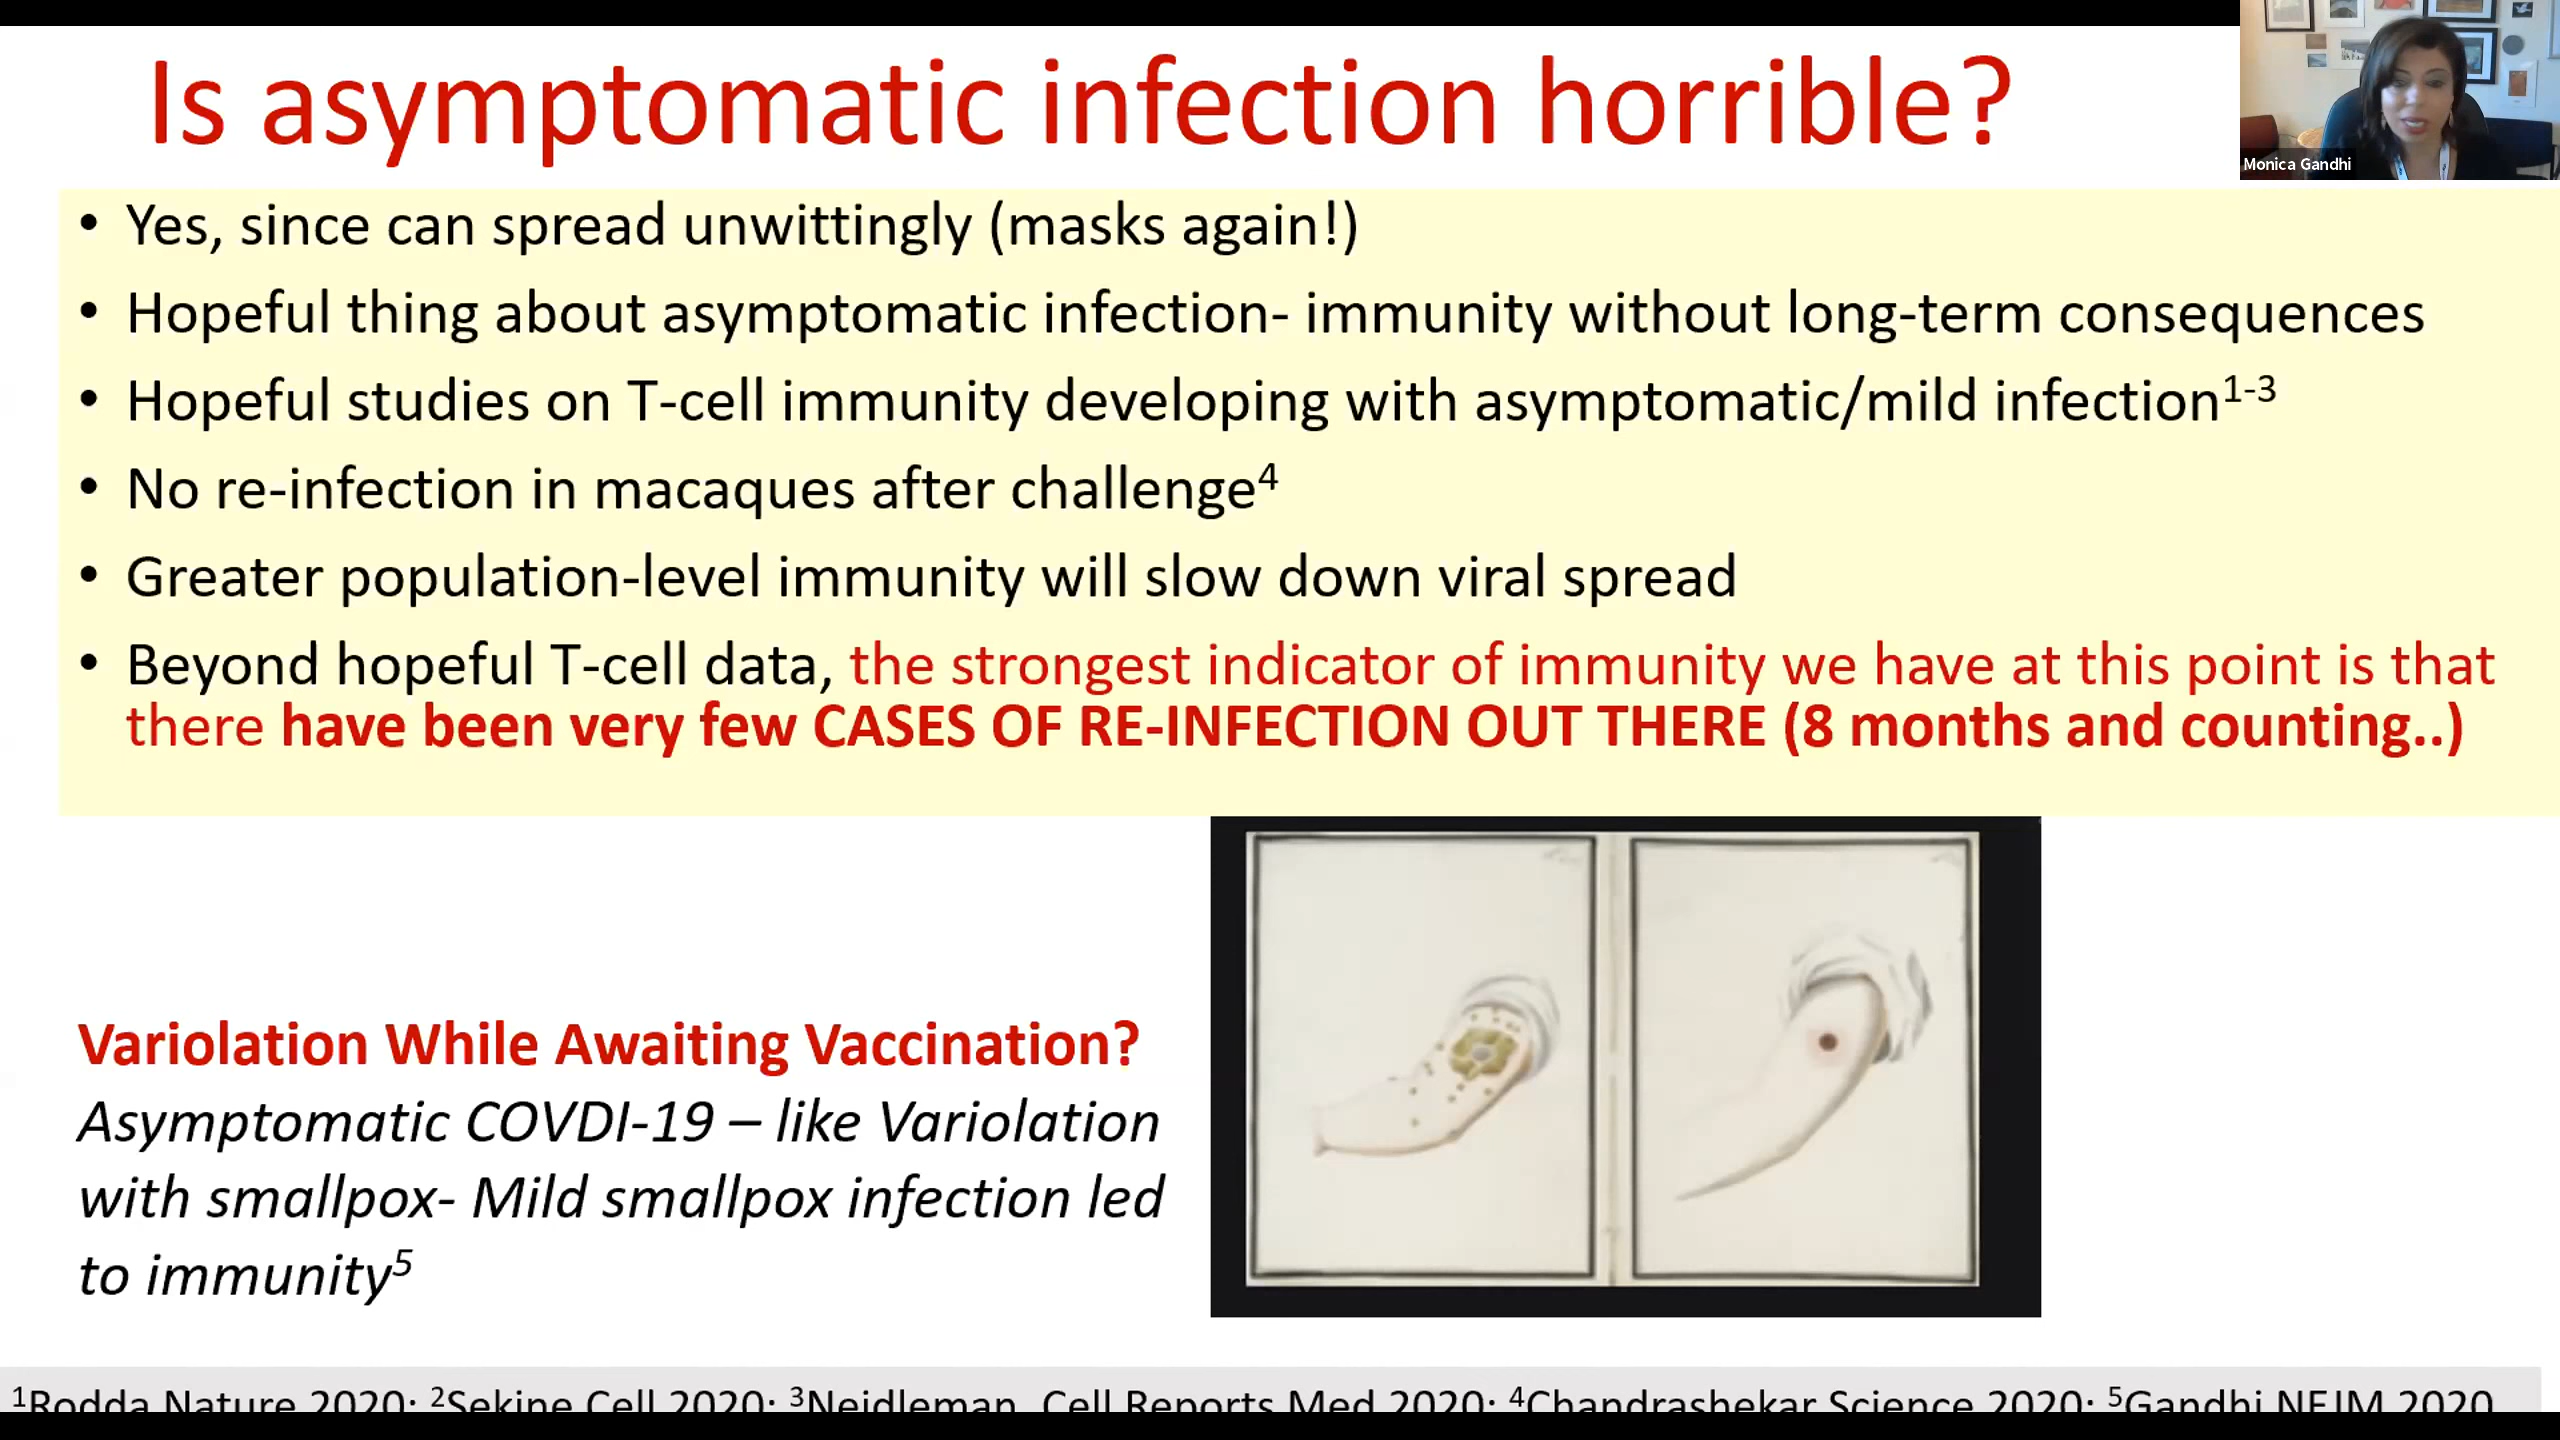 Is asymptomatic infection horrible?
Monica Gandhi
• Yes, since can spread unwittingly (masks again!)
• Hopeful thing about asymptomatic infection- immunity without long-term consequences
• Hopeful studies on T-cell immunity developing with asymptomatic/mild infection¹⁻³
• No re-infection in macaques after challenge⁴
• Greater population-level immunity will slow down viral spread
• Beyond hopeful T-cell data, the strongest indicator of immunity we have at this point is that
there have been very few CASES OF RE-INFECTION OUT THERE (8 months and counting..)
Variolation While Awaiting Vaccination?
Asymptomatic COVDI-19 – like Variolation
with smallpox- Mild smallpox infection led
to immunity⁵
¹Rodda Nature 2020; ²Sekine Cell 2020; ³Neidleman, Cell Reports Med 2020; ⁴Chandrashekar Science 2020; ⁵Gandhi NEJM 2020